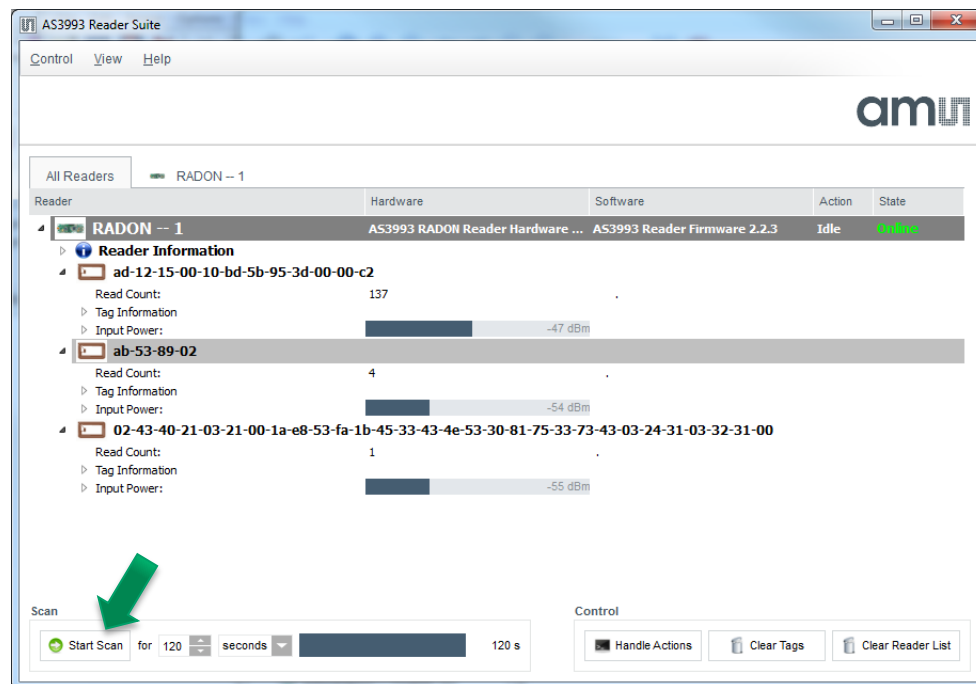 AS3993 Reader Suite
Control View Help
am
All Readers RADON -- 1
Reader Hardware Software Action State
RADON -- 1 AS3993 RADON Reader Hardware ... AS3993 Reader Firmware 2.2.3 Idle Online
Reader Information
ad-12-15-00-10-bd-5b-95-3d-00-00-c2
Read Count: 137 .
Tag Information
Input Power: -47 dBm
ab-53-89-02
Read Count: 4 .
Tag Information
Input Power: -54 dBm
02-43-40-21-03-21-00-1a-e8-53-fa-1b-45-33-43-4e-53-30-81-75-33-73-43-03-24-31-03-32-31-00
Read Count: 1 .
Tag Information
Input Power: -55 dBm
Scan Control
Start Scan for 120 seconds 120 s Handle Actions Clear Tags Clear Reader List